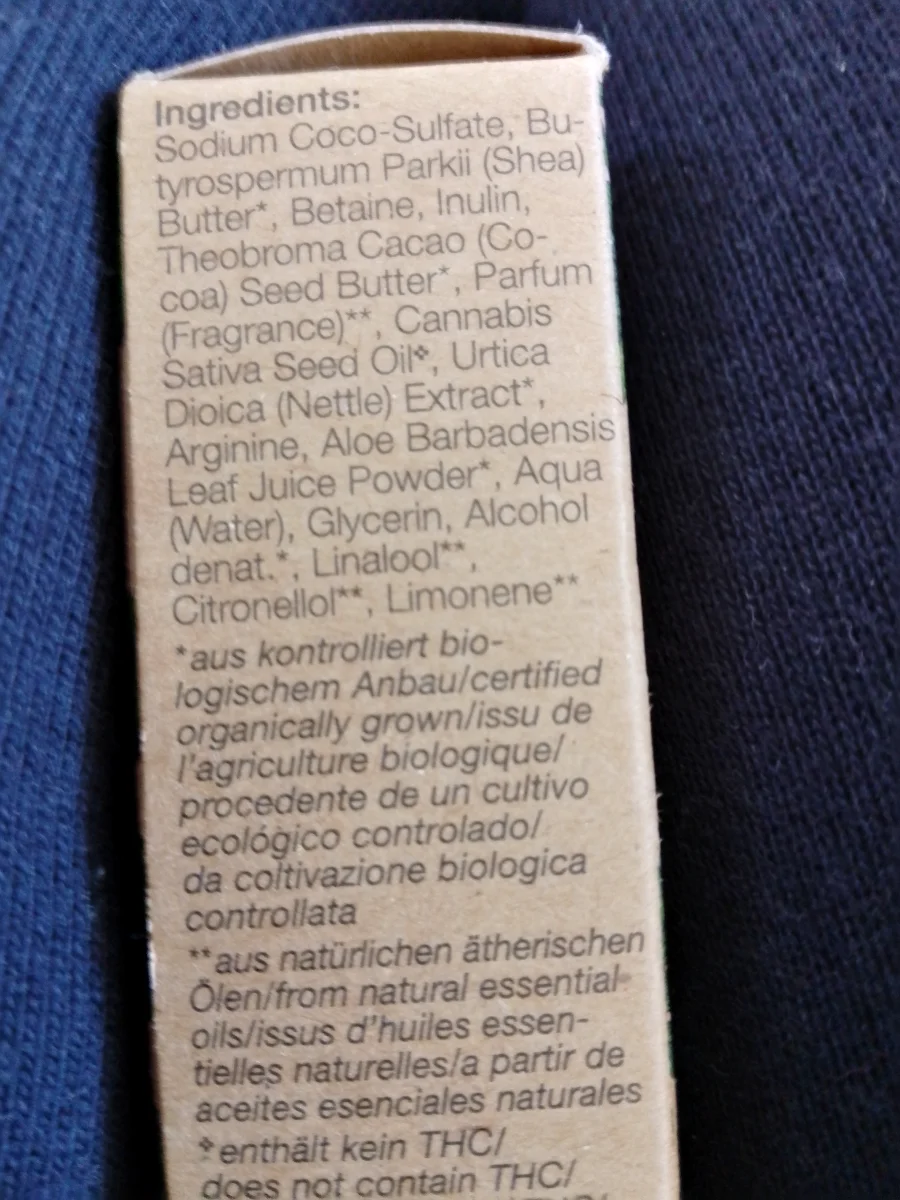 Ingredients:
Sodium Coco-Sulfate, Bu-
tyrospermum Parkii (Shea)
Butter*, Betaine, Inulin,
Theobroma Cacao (Co-
coa) Seed Butter*, Parfum
(Fragrance)**, Cannabis
Sativa Seed Oil❖, Urtica
Dioica (Nettle) Extract*,
Arginine, Aloe Barbadensis
Leaf Juice Powder*, Aqua
(Water), Glycerin, Alcohol
denat.*, Linalool**,
Citronellol**, Limonene**
*aus kontrolliert bio-
logischem Anbau/certified
organically grown/issu de
l'agriculture biologique/
procedente de un cultivo
ecológico controlado/
da coltivazione biologica
controllata
**aus natürlichen ätherischen
Ölen/from natural essential
oils/issus d'huiles essen-
tielles naturelles/a partir de
aceites esenciales naturales
❖enthält kein THC/
does not contain THC/